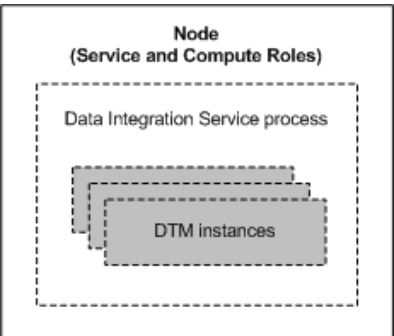 Node
(Service and Compute Roles)
Data Integration Service process
DTM instances